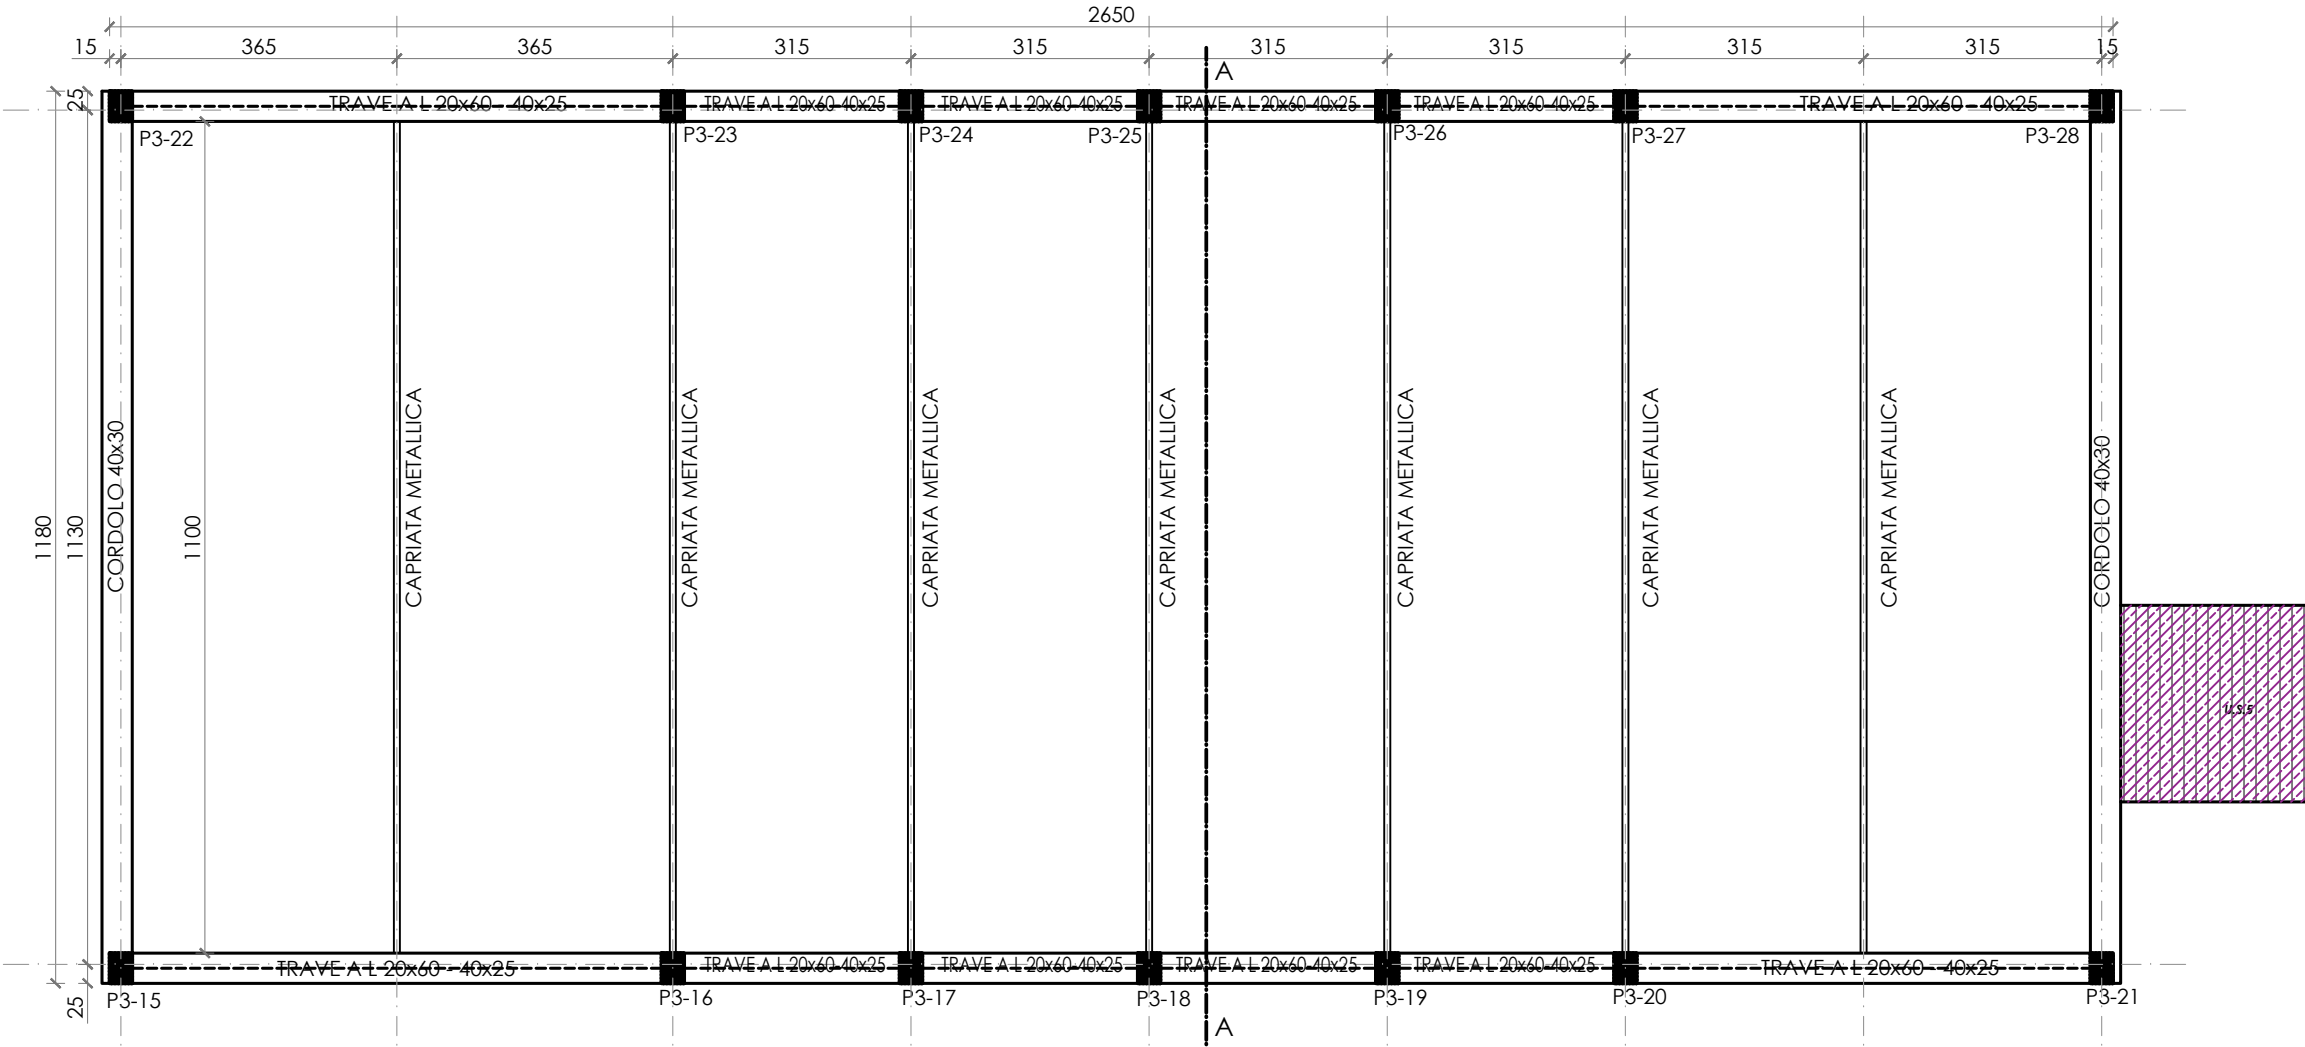 2650
15 365 365 315 315 315 315 315 315 15
A
25
TRAVE A L 20x60 - 40x25 TRAVE A L 20x60-40x25 TRAVE A L 20x60-40x25 TRAVE A L 20x60-40x25 TRAVE A L 20x60-40x25 TRAVE A L 20x60 - 40x25
P3-22 P3-23 P3-24 P3-25 P3-26 P3-27 P3-28
1180
1130
CORDOLO 40x30
1100
CAPRIATA METALLICA
CAPRIATA METALLICA
CAPRIATA METALLICA
CAPRIATA METALLICA
CAPRIATA METALLICA
CAPRIATA METALLICA
CAPRIATA METALLICA
CORDOLO 40x30
U.S.5
TRAVE A L 20x60 - 40x25 TRAVE A L 20x60-40x25 TRAVE A L 20x60-40x25 TRAVE A L 20x60-40x25 TRAVE A L 20x60-40x25 TRAVE A L 20x60 - 40x25
25
P3-15 P3-16 P3-17 P3-18 P3-19 P3-20 P3-21
A